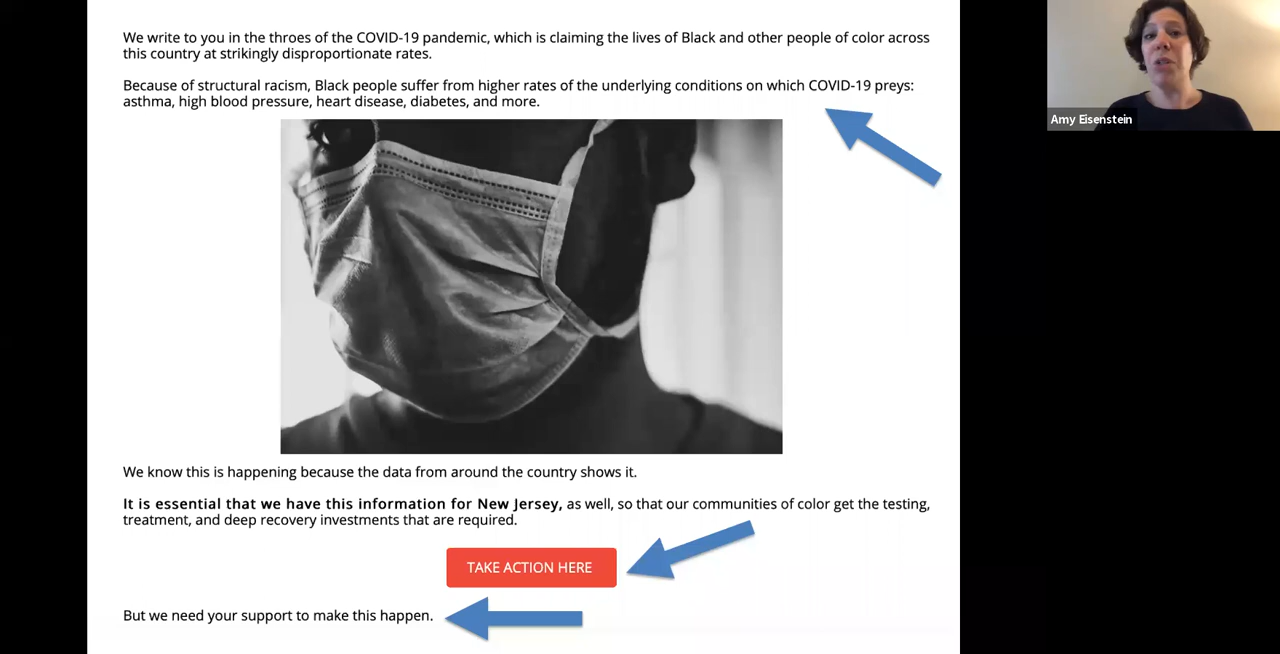 We write to you in the throes of the COVID-19 pandemic, which is claiming the lives of Black and other people of color across
this country at strikingly disproportionate rates.
Because of structural racism, Black people suffer from higher rates of the underlying conditions on which COVID-19 preys:
asthma, high blood pressure, heart disease, diabetes, and more.
Amy Eisenstein
We know this is happening because the data from around the country shows it.
It is essential that we have this information for New Jersey, as well, so that our communities of color get the testing,
treatment, and deep recovery investments that are required.
TAKE ACTION HERE
But we need your support to make this happen.